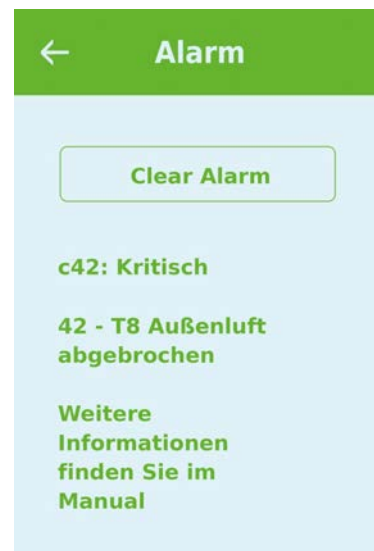 Alarm
Clear Alarm
c42: Kritisch
42 - T8 Außenluft
abgebrochen
Weitere
Informationen
finden Sie im
Manual